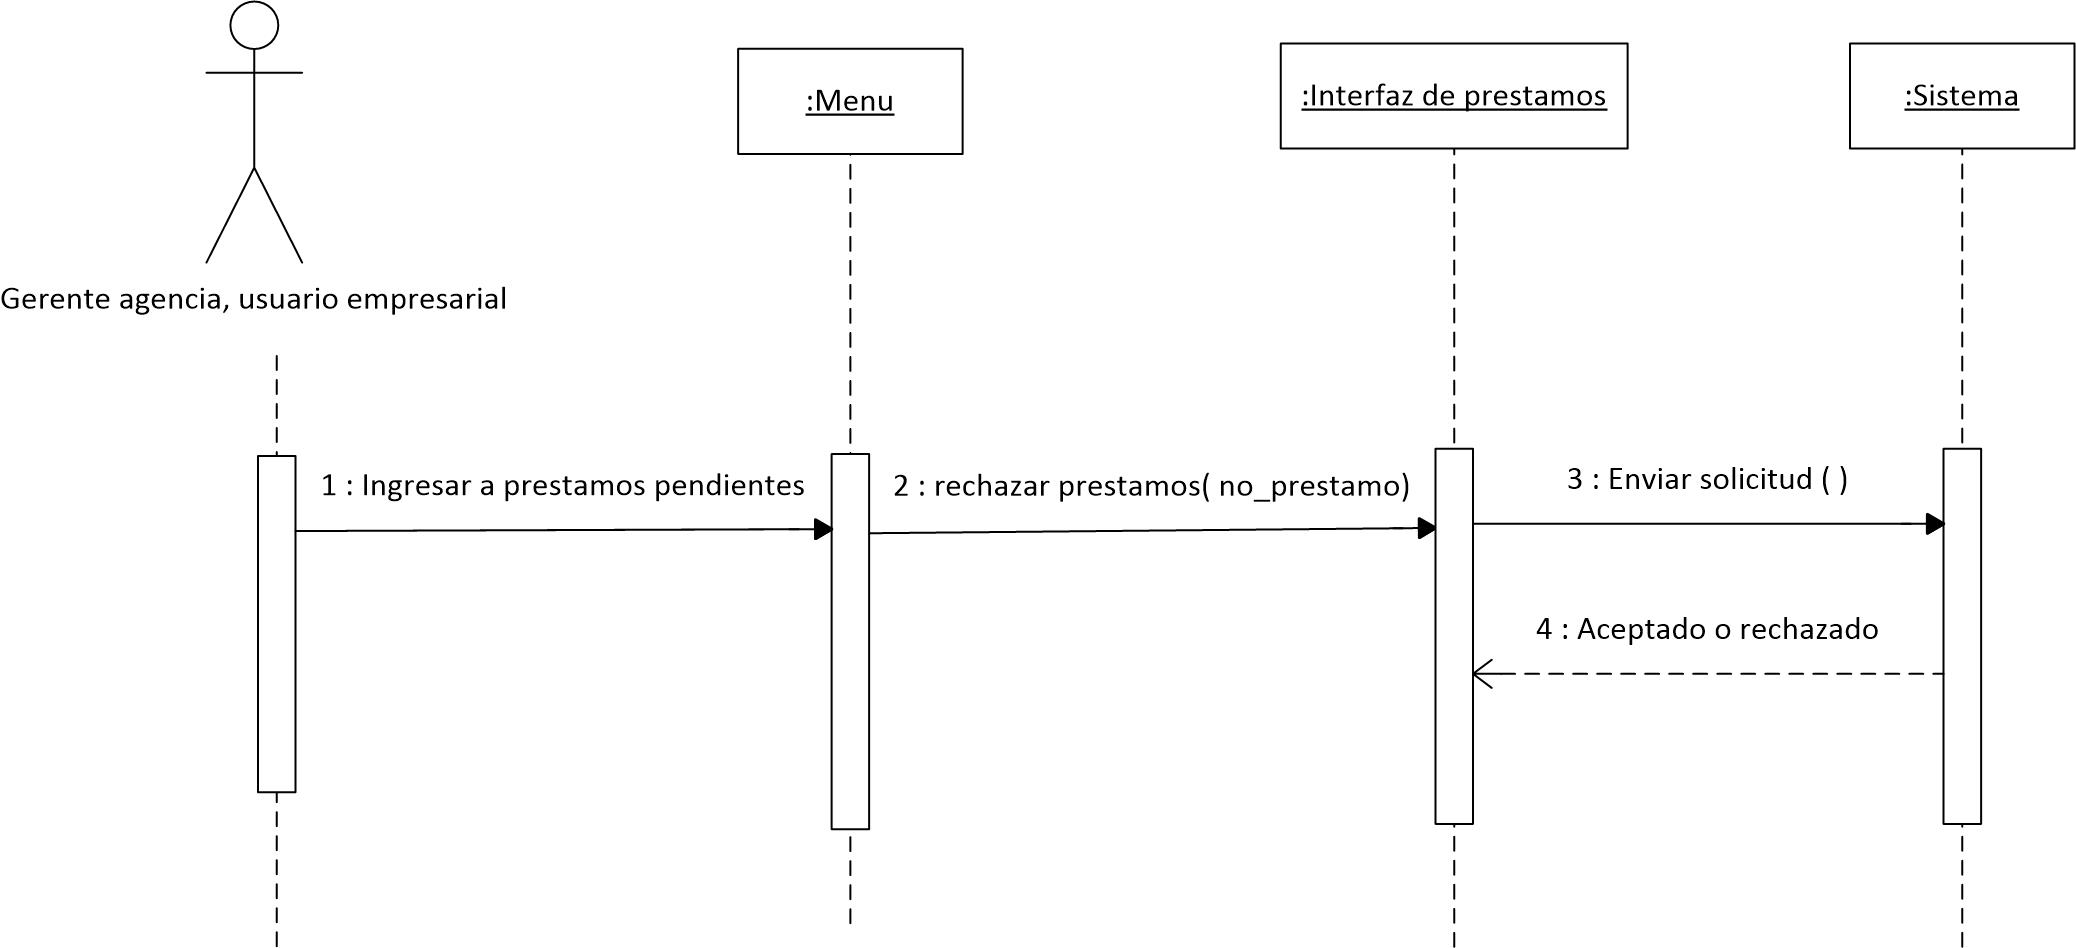 :Menu
:Interfaz de prestamos
:Sistema
Gerente agencia, usuario empresarial
1 : Ingresar a prestamos pendientes
2 : rechazar prestamos( no_prestamo)
3 : Enviar solicitud ( )
4 : Aceptado o rechazado